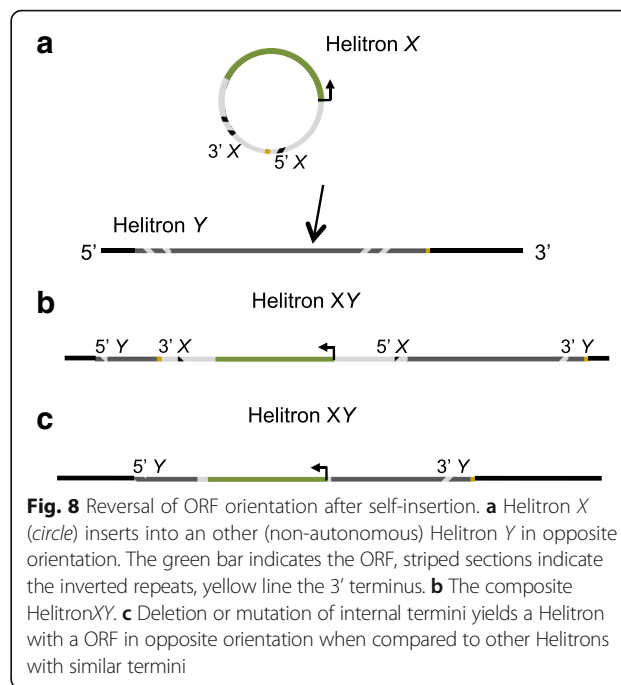 a
Helitron X
3' X
5' X
Helitron Y
5'
3'
b
Helitron XY
5' Y
3' X
5' X
3' Y
c
Helitron XY
5' Y
3' Y
Fig. 8 Reversal of ORF orientation after self-insertion. a Helitron X
(circle) inserts into an other (non-autonomous) Helitron Y in opposite
orientation. The green bar indicates the ORF, striped sections indicate
the inverted repeats, yellow line the 3' terminus. b The composite
HelitronXY. c Deletion or mutation of internal termini yields a Helitron
with a ORF in opposite orientation when compared to other Helitrons
with similar termini